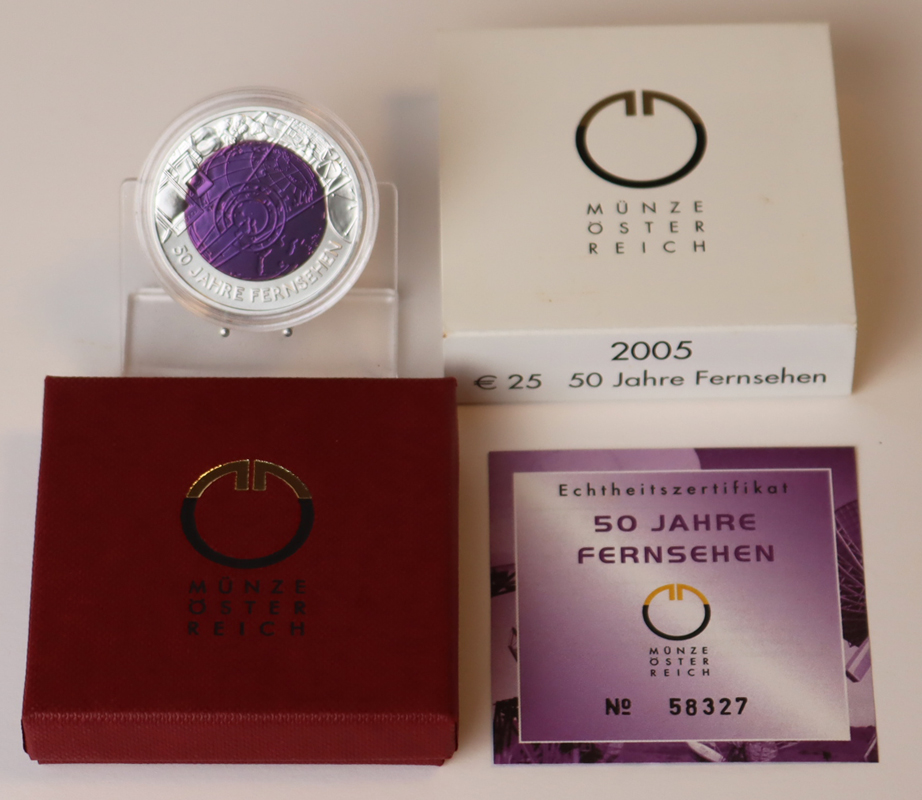 50 JAHRE FERNSEHEN
MÜNZE
ÖSTER
REICH
2005
€ 25 50 Jahre Fernsehen
MÜNZE
ÖSTER
REICH
Echtheitszertifikat
50 JAHRE
FERNSEHEN
MÜNZE
ÖSTER
REICH
Nº 58327